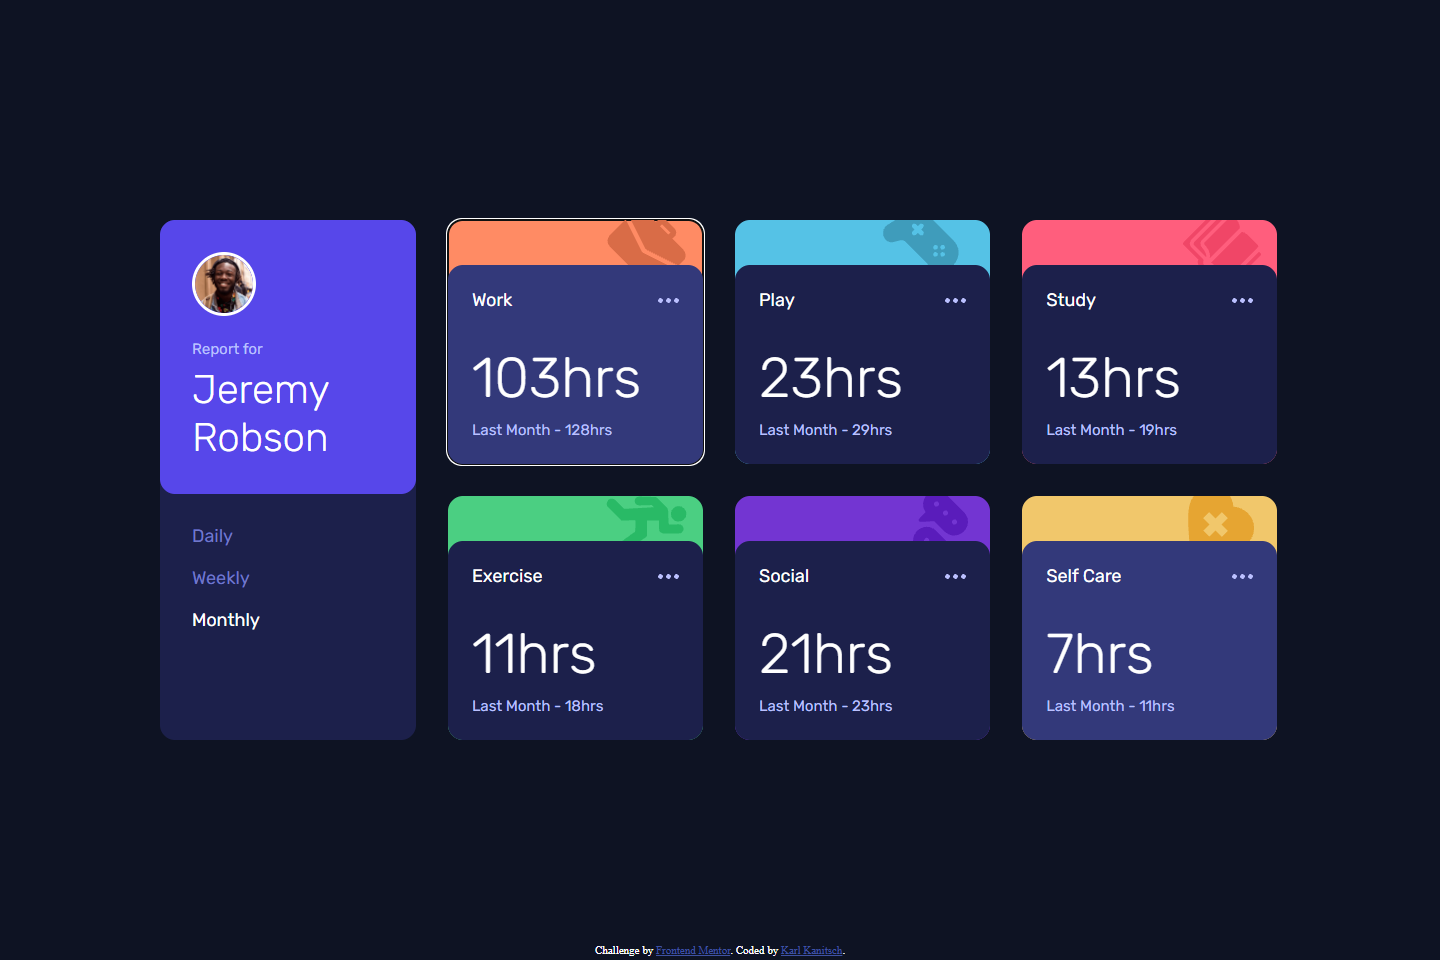 Report for
Jeremy
Robson
Daily
Weekly
Monthly
Work
103hrs
Last Month - 128hrs
Play
23hrs
Last Month - 29hrs
Study
13hrs
Last Month - 19hrs
Exercise
11hrs
Last Month - 18hrs
Social
21hrs
Last Month - 23hrs
Self Care
7hrs
Last Month - 11hrs
Challenge by Frontend Mentor. Coded by Karl Kanitsch.